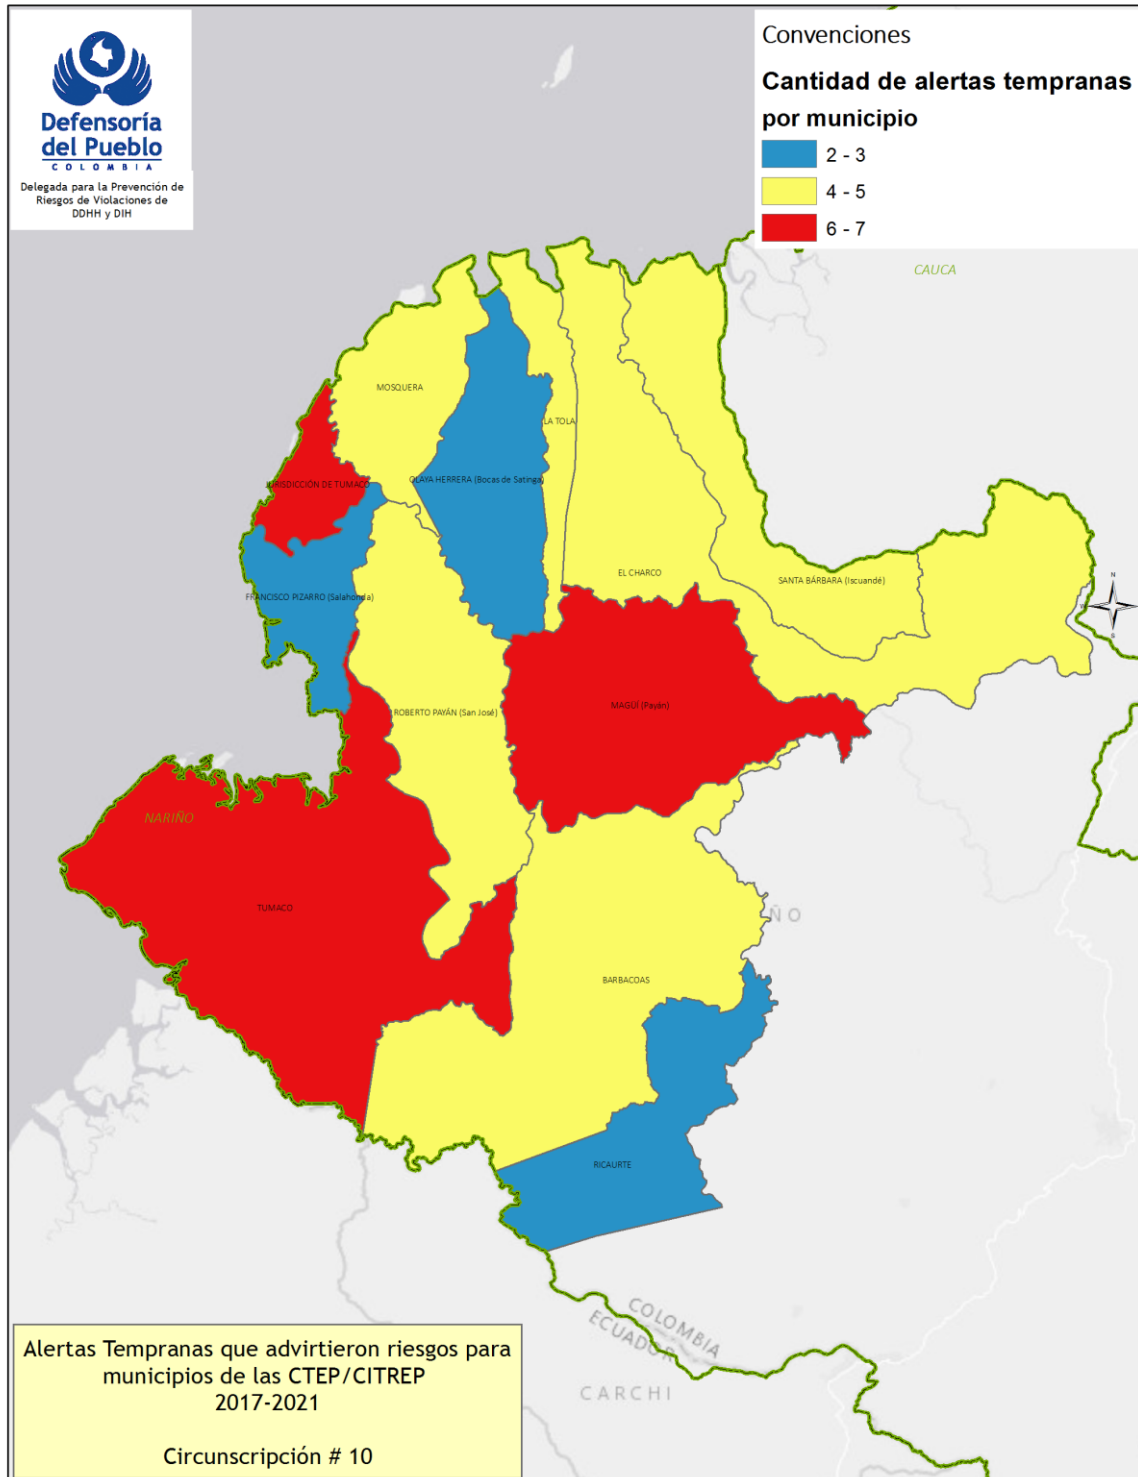 Defensoría
del Pueblo
COLOMBIA
Delegada para la Prevención de
Riesgos de Violaciones de
DDHH y DIH
Convenciones
Cantidad de alertas tempranas
por municipio
2 - 3
4 - 5
6 - 7
CAUCA
MOSQUERA
LA TOLA
OLAYA HERRERA (Bocas de Satinga)
JURISDICCIÓN DE TUMACO
EL CHARCO
SANTA BÁRBARA (Iscuandé)
N
W
S
FRANCISCO PIZARRO (Salahonda)
MAGÜÍ (Payán)
ROBERTO PAYÁN (San José)
NARIÑO
TUMACO
ÑO
BARBACOAS
RICAURTE
COLOMBIA
ECUADOR
CARCHI
Alertas Tempranas que advirtieron riesgos para
municipios de las CTEP/CITREP
2017-2021
Circunscripción # 10